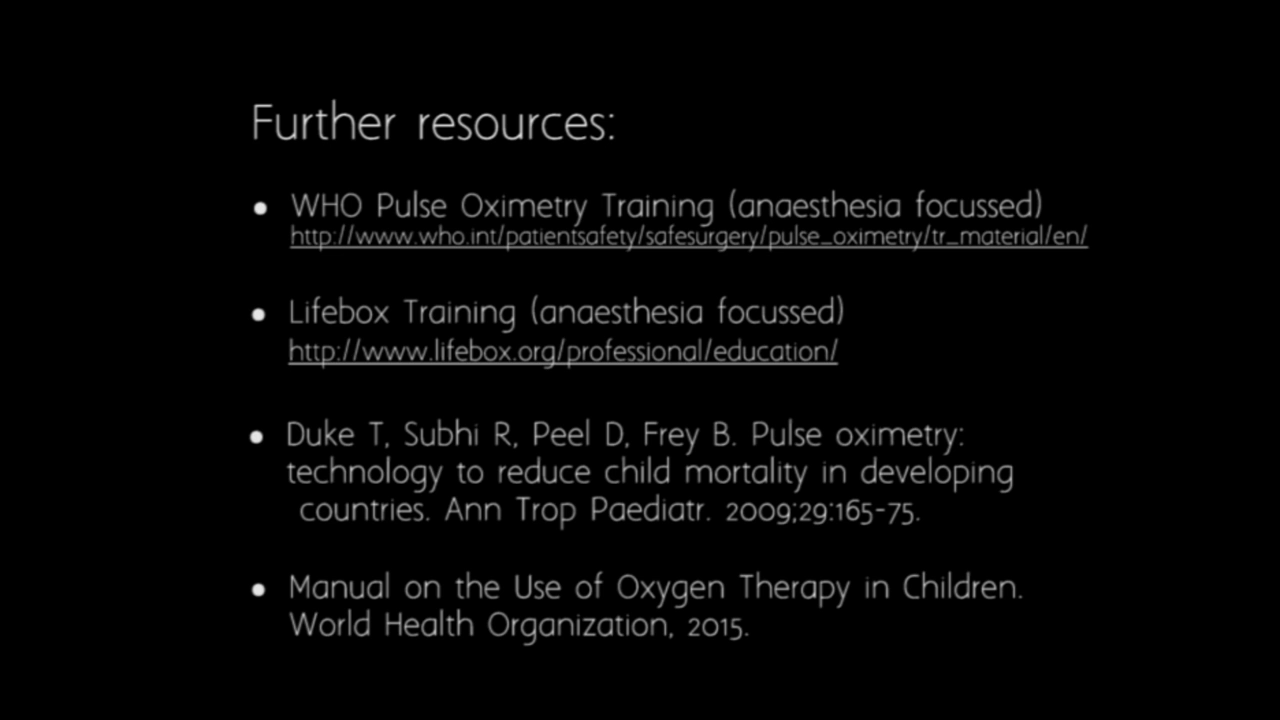 Further resources:
• WHO Pulse Oximetry Training (anaesthesia focussed)
http://www.who.int/patientsafety/safesurgery/pulse_oximetry/tr_material/en/
• Lifebox Training (anaesthesia focussed)
http://www.lifebox.org/professional/education/
• Duke T, Subhi R, Peel D, Frey B. Pulse oximetry:
technology to reduce child mortality in developing
countries. Ann Trop Paediatr. 2009;29:165-75.
• Manual on the Use of Oxygen Therapy in Children.
World Health Organization, 2015.